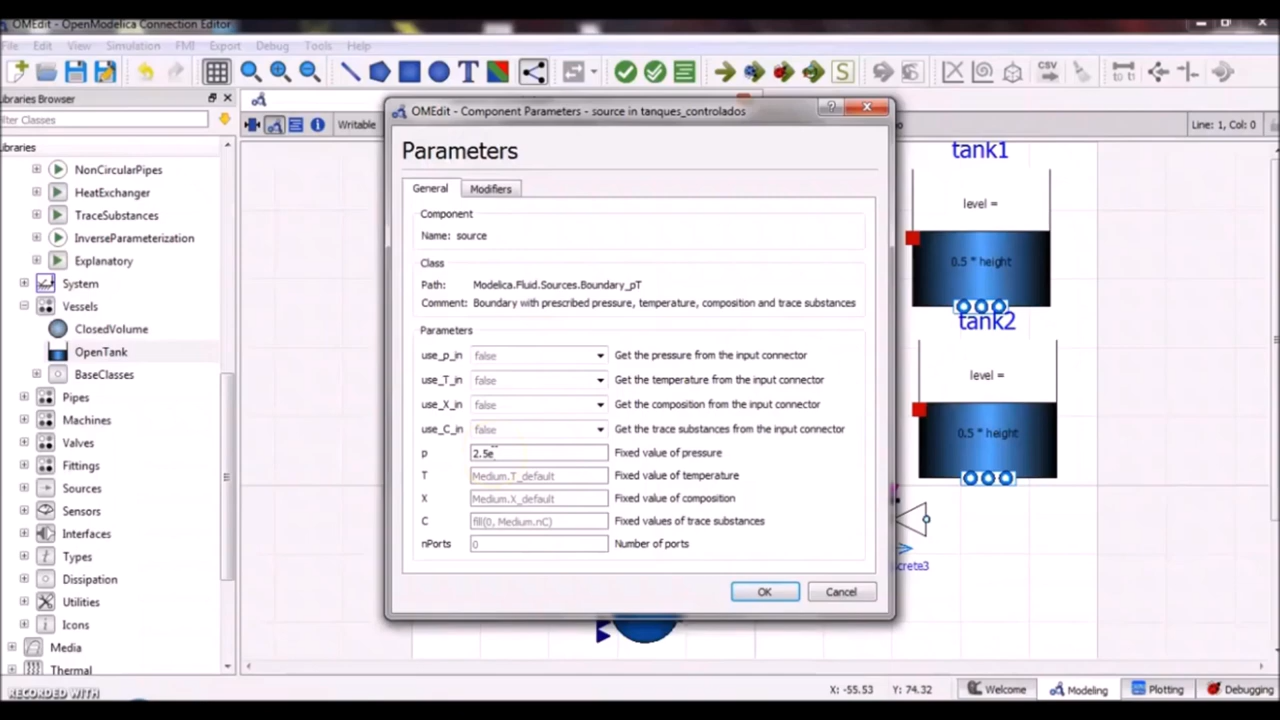 OMEdit - OpenModelica Connection Editor
File Edit View Simulation FMI Export Debug Tools Help
CSV
S
T
Libraries Browser
Filter Classes
Libraries
NonCircularPipes
HeatExchanger
TraceSubstances
InverseParameterization
Explanatory
System
Vessels
ClosedVolume
OpenTank
BaseClasses
Pipes
Machines
Valves
Fittings
Sources
Sensors
Interfaces
Types
Dissipation
Utilities
Icons
Media
Thermal
RECORDED WITH
Writable
Line: 1, Col: 0
OMEdit - Component Parameters - source in tanques_controlados
Parameters
General Modifiers
Component
Name: source
Class
Path: Modelica.Fluid.Sources.Boundary_pT
Comment: Boundary with prescribed pressure, temperature, composition and trace substances
Parameters
use_p_in false Get the pressure from the input connector
use_T_in false Get the temperature from the input connector
use_X_in false Get the composition from the input connector
use_C_in false Get the trace substances from the input connector
p 2.5e Fixed value of pressure
T Medium.T_default Fixed value of temperature
X Medium.X_default Fixed value of composition
C fill(0, Medium.nC) Fixed values of trace substances
nPorts 0 Number of ports
OK Cancel
tank1
level =
0.5 * height
tank2
level =
0.5 * height
crete3
X: -55.53 Y: 74.32 Welcome Modeling Plotting Debugging